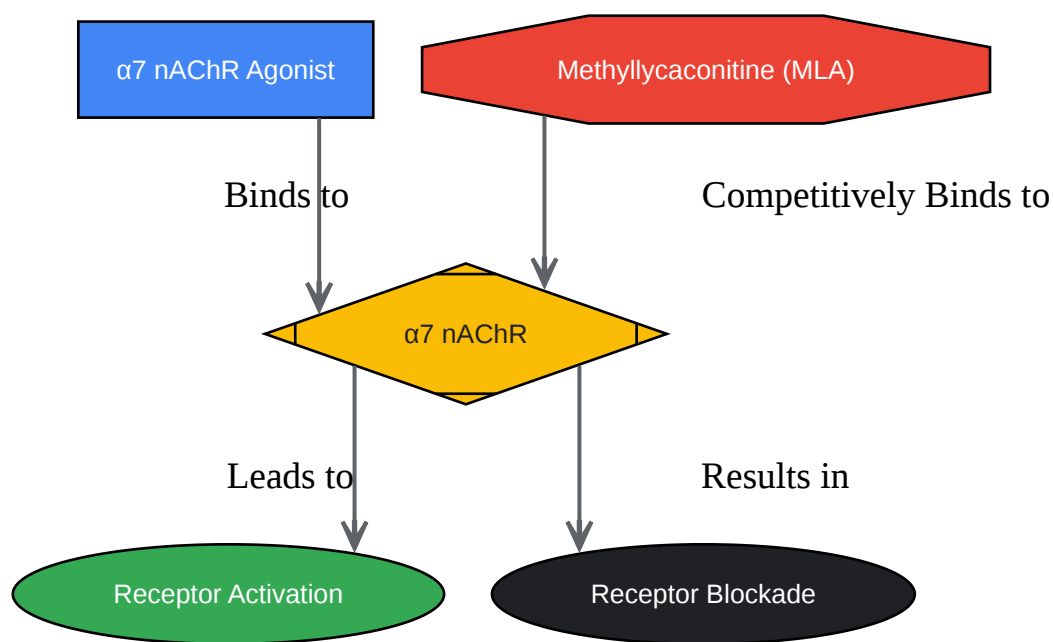 α7 nAChR Agonist
Methyllycaconitine (MLA)
Binds to
Competitively Binds to
α7 nAChR
Leads to
Results in
Receptor Activation
Receptor Blockade